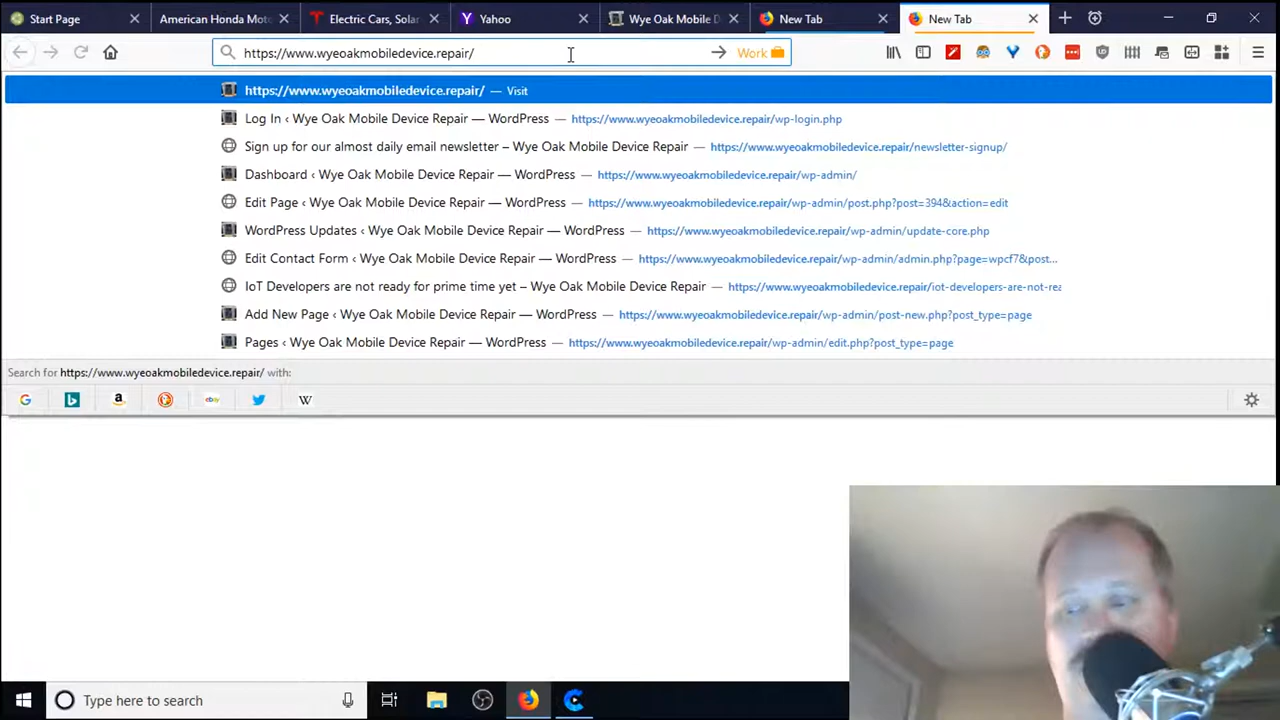 Start Page
American Honda Mot
Electric Cars, Sola
Yahoo
Wye Oak Mobile D
New Tab
New Tab
https://www.wyeoakmobiledevice.repair/
Work
https://www.wyeoakmobiledevice.repair/ — Visit
Log In ‹ Wye Oak Mobile Device Repair — WordPress — https://www.wyeoakmobiledevice.repair/wp-login.php
Sign up for our almost daily email newsletter – Wye Oak Mobile Device Repair — https://www.wyeoakmobiledevice.repair/newsletter-signup/
Dashboard ‹ Wye Oak Mobile Device Repair — WordPress — https://www.wyeoakmobiledevice.repair/wp-admin/
Edit Page ‹ Wye Oak Mobile Device Repair — WordPress — https://www.wyeoakmobiledevice.repair/wp-admin/post.php?post=394&action=edit
WordPress Updates ‹ Wye Oak Mobile Device Repair — WordPress — https://www.wyeoakmobiledevice.repair/wp-admin/update-core.php
Edit Contact Form ‹ Wye Oak Mobile Device Repair — WordPress — https://www.wyeoakmobiledevice.repair/wp-admin/admin.php?page=wpcf7&post...
IoT Developers are not ready for prime time yet – Wye Oak Mobile Device Repair — https://www.wyeoakmobiledevice.repair/iot-developers-are-not-rea
Add New Page ‹ Wye Oak Mobile Device Repair — WordPress — https://www.wyeoakmobiledevice.repair/wp-admin/post-new.php?post_type=page
Pages ‹ Wye Oak Mobile Device Repair — WordPress — https://www.wyeoakmobiledevice.repair/wp-admin/edit.php?post_type=page
Search for https://www.wyeoakmobiledevice.repair/ with:
ebay
Type here to search